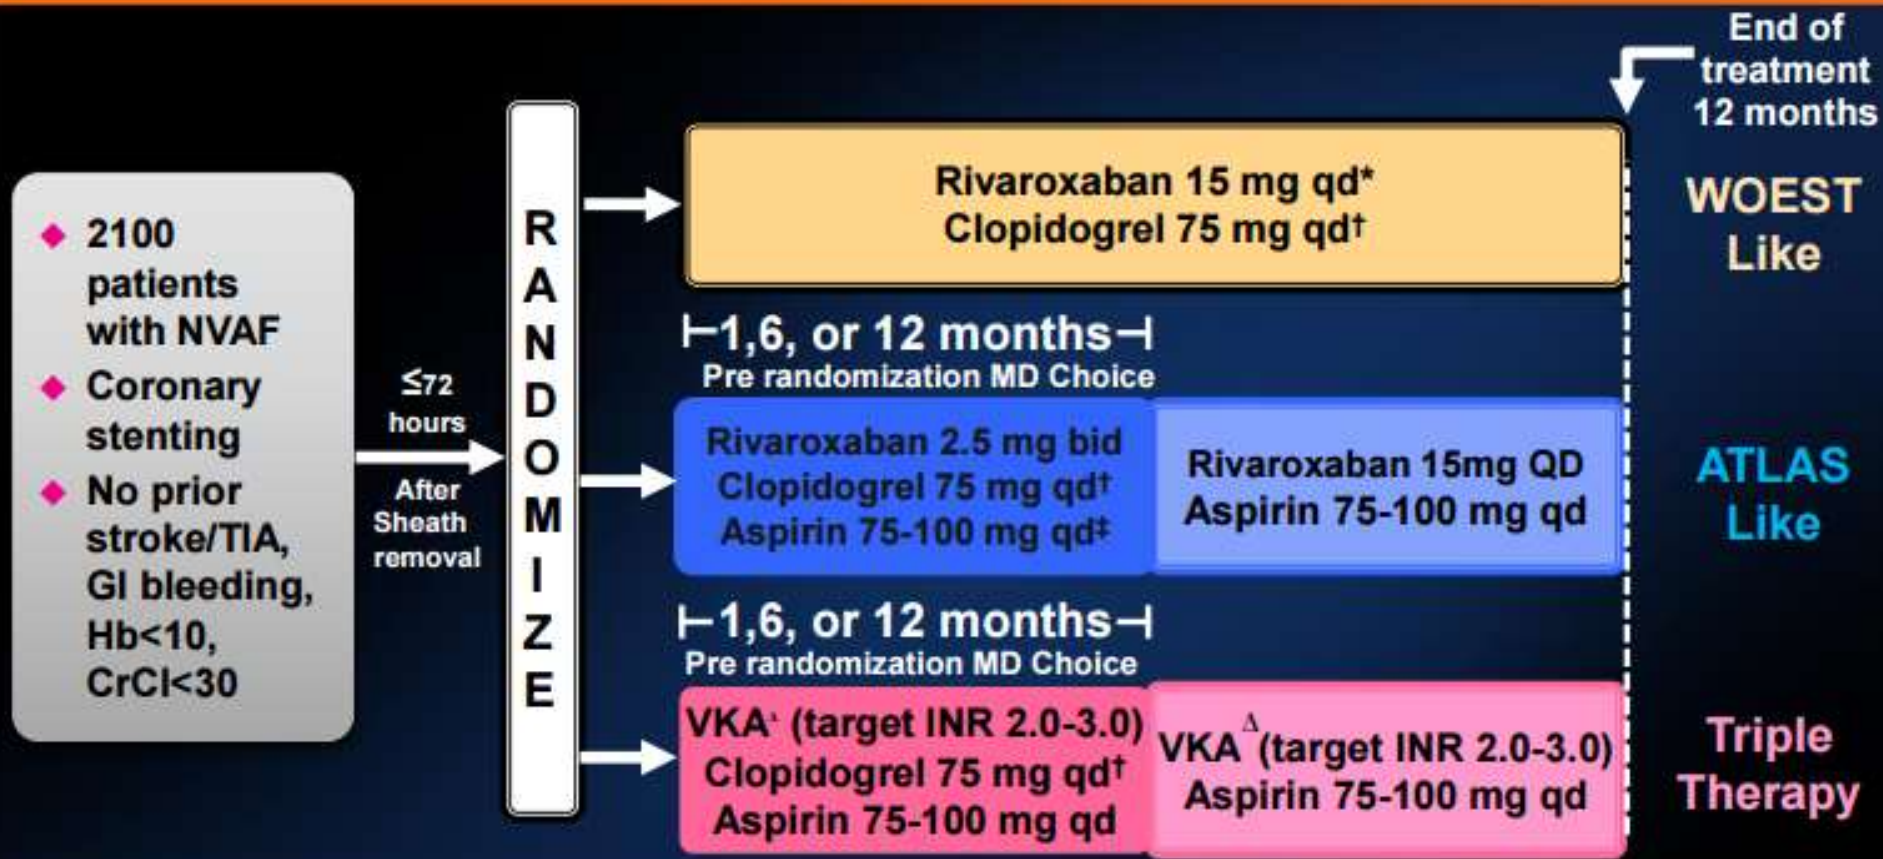 End of
treatment
12 months
◆ 2100
patients
with NVAF
◆ Coronary
stenting
◆ No prior
stroke/TIA,
GI bleeding,
Hb<10,
CrCl<30
≤72
hours
After
Sheath
removal
R
A
N
D
O
M
I
Z
E
Rivaroxaban 15 mg qd*
Clopidogrel 75 mg qd†
WOEST
Like
1,6, or 12 months
Pre randomization MD Choice
Rivaroxaban 2.5 mg bid
Clopidogrel 75 mg qd†
Aspirin 75-100 mg qd‡
Rivaroxaban 15mg QD
Aspirin 75-100 mg qd
ATLAS
Like
1,6, or 12 months
Pre randomization MD Choice
VKA (target INR 2.0-3.0)
Clopidogrel 75 mg qd†
Aspirin 75-100 mg qd
VKAΔ (target INR 2.0-3.0)
Aspirin 75-100 mg qd
Triple
Therapy